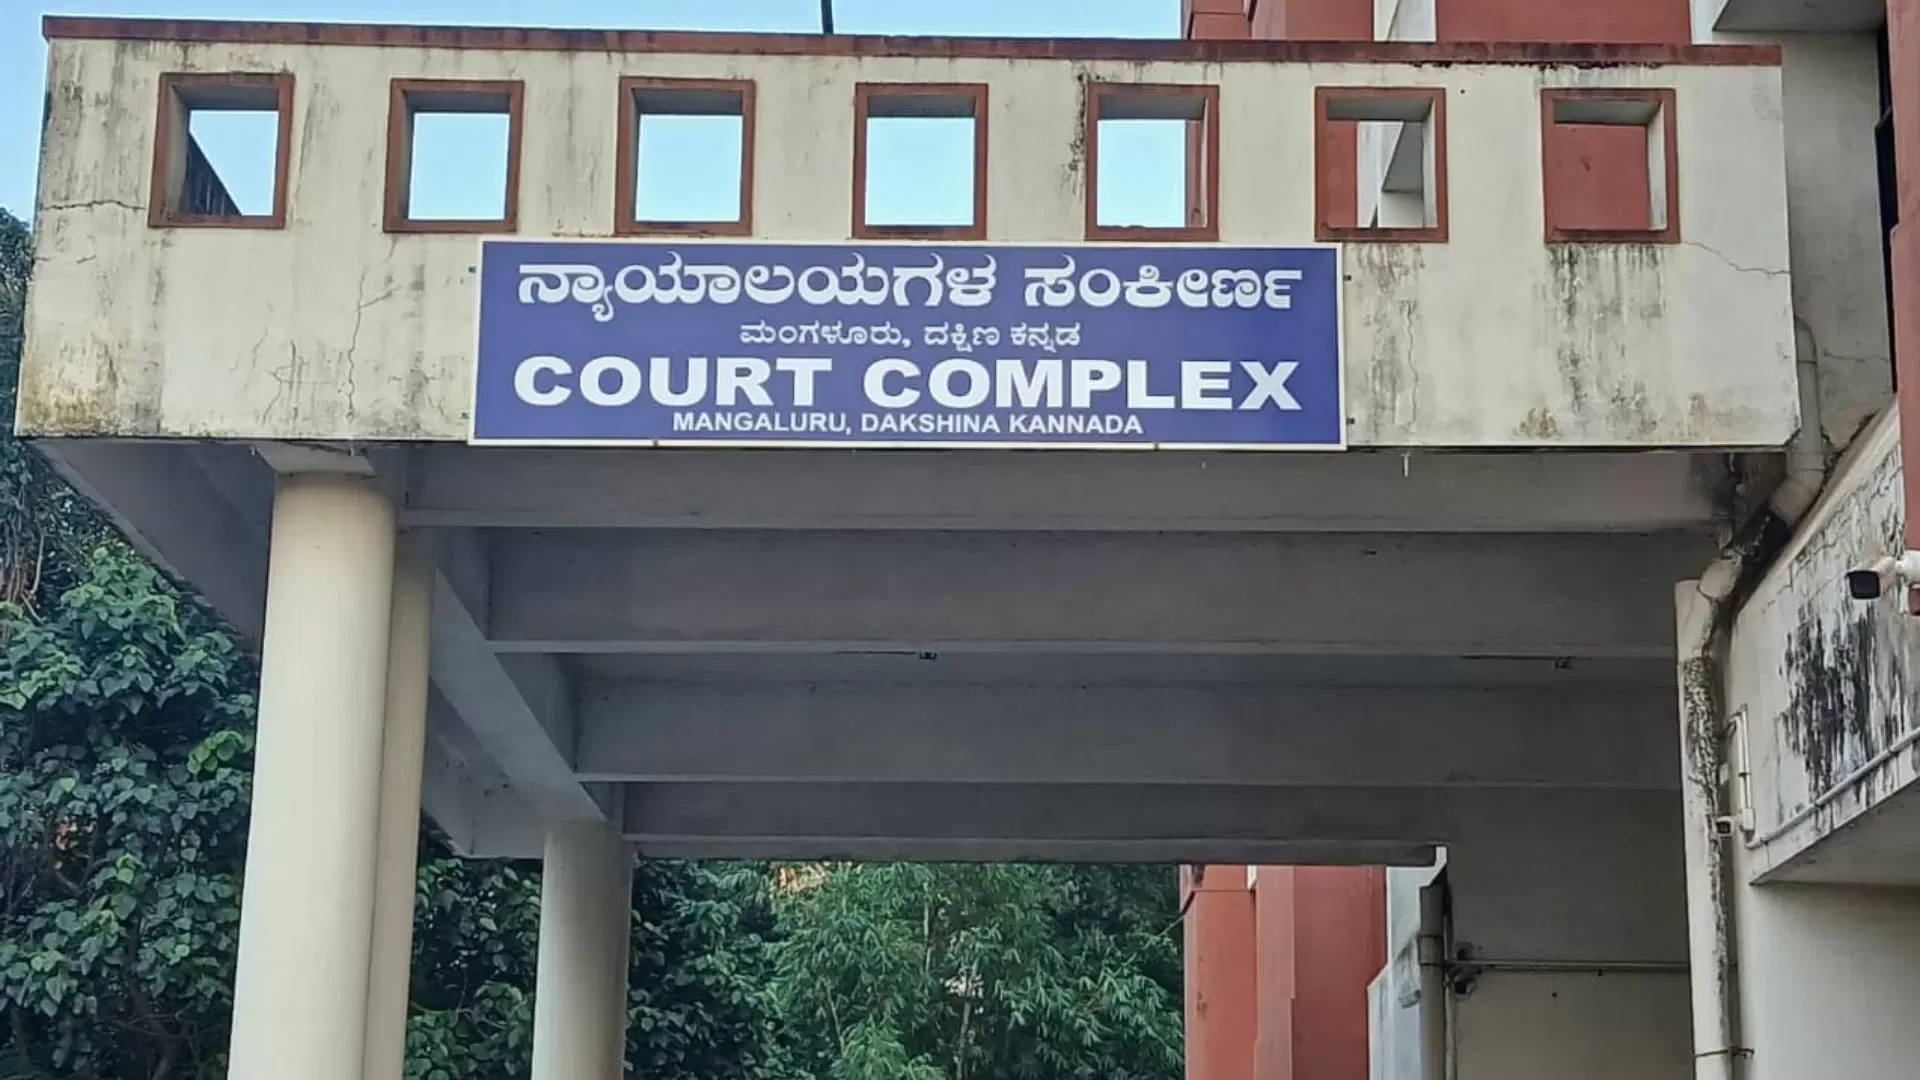 ನ್ಯಾಯಾಲಯಗಳ ಸಂಕೀರ್ಣ
ಮಂಗಳೂರು, ದಕ್ಷಿಣ ಕನ್ನಡ
COURT COMPLEX
MANGALURU, DAKSHINA KANNADA